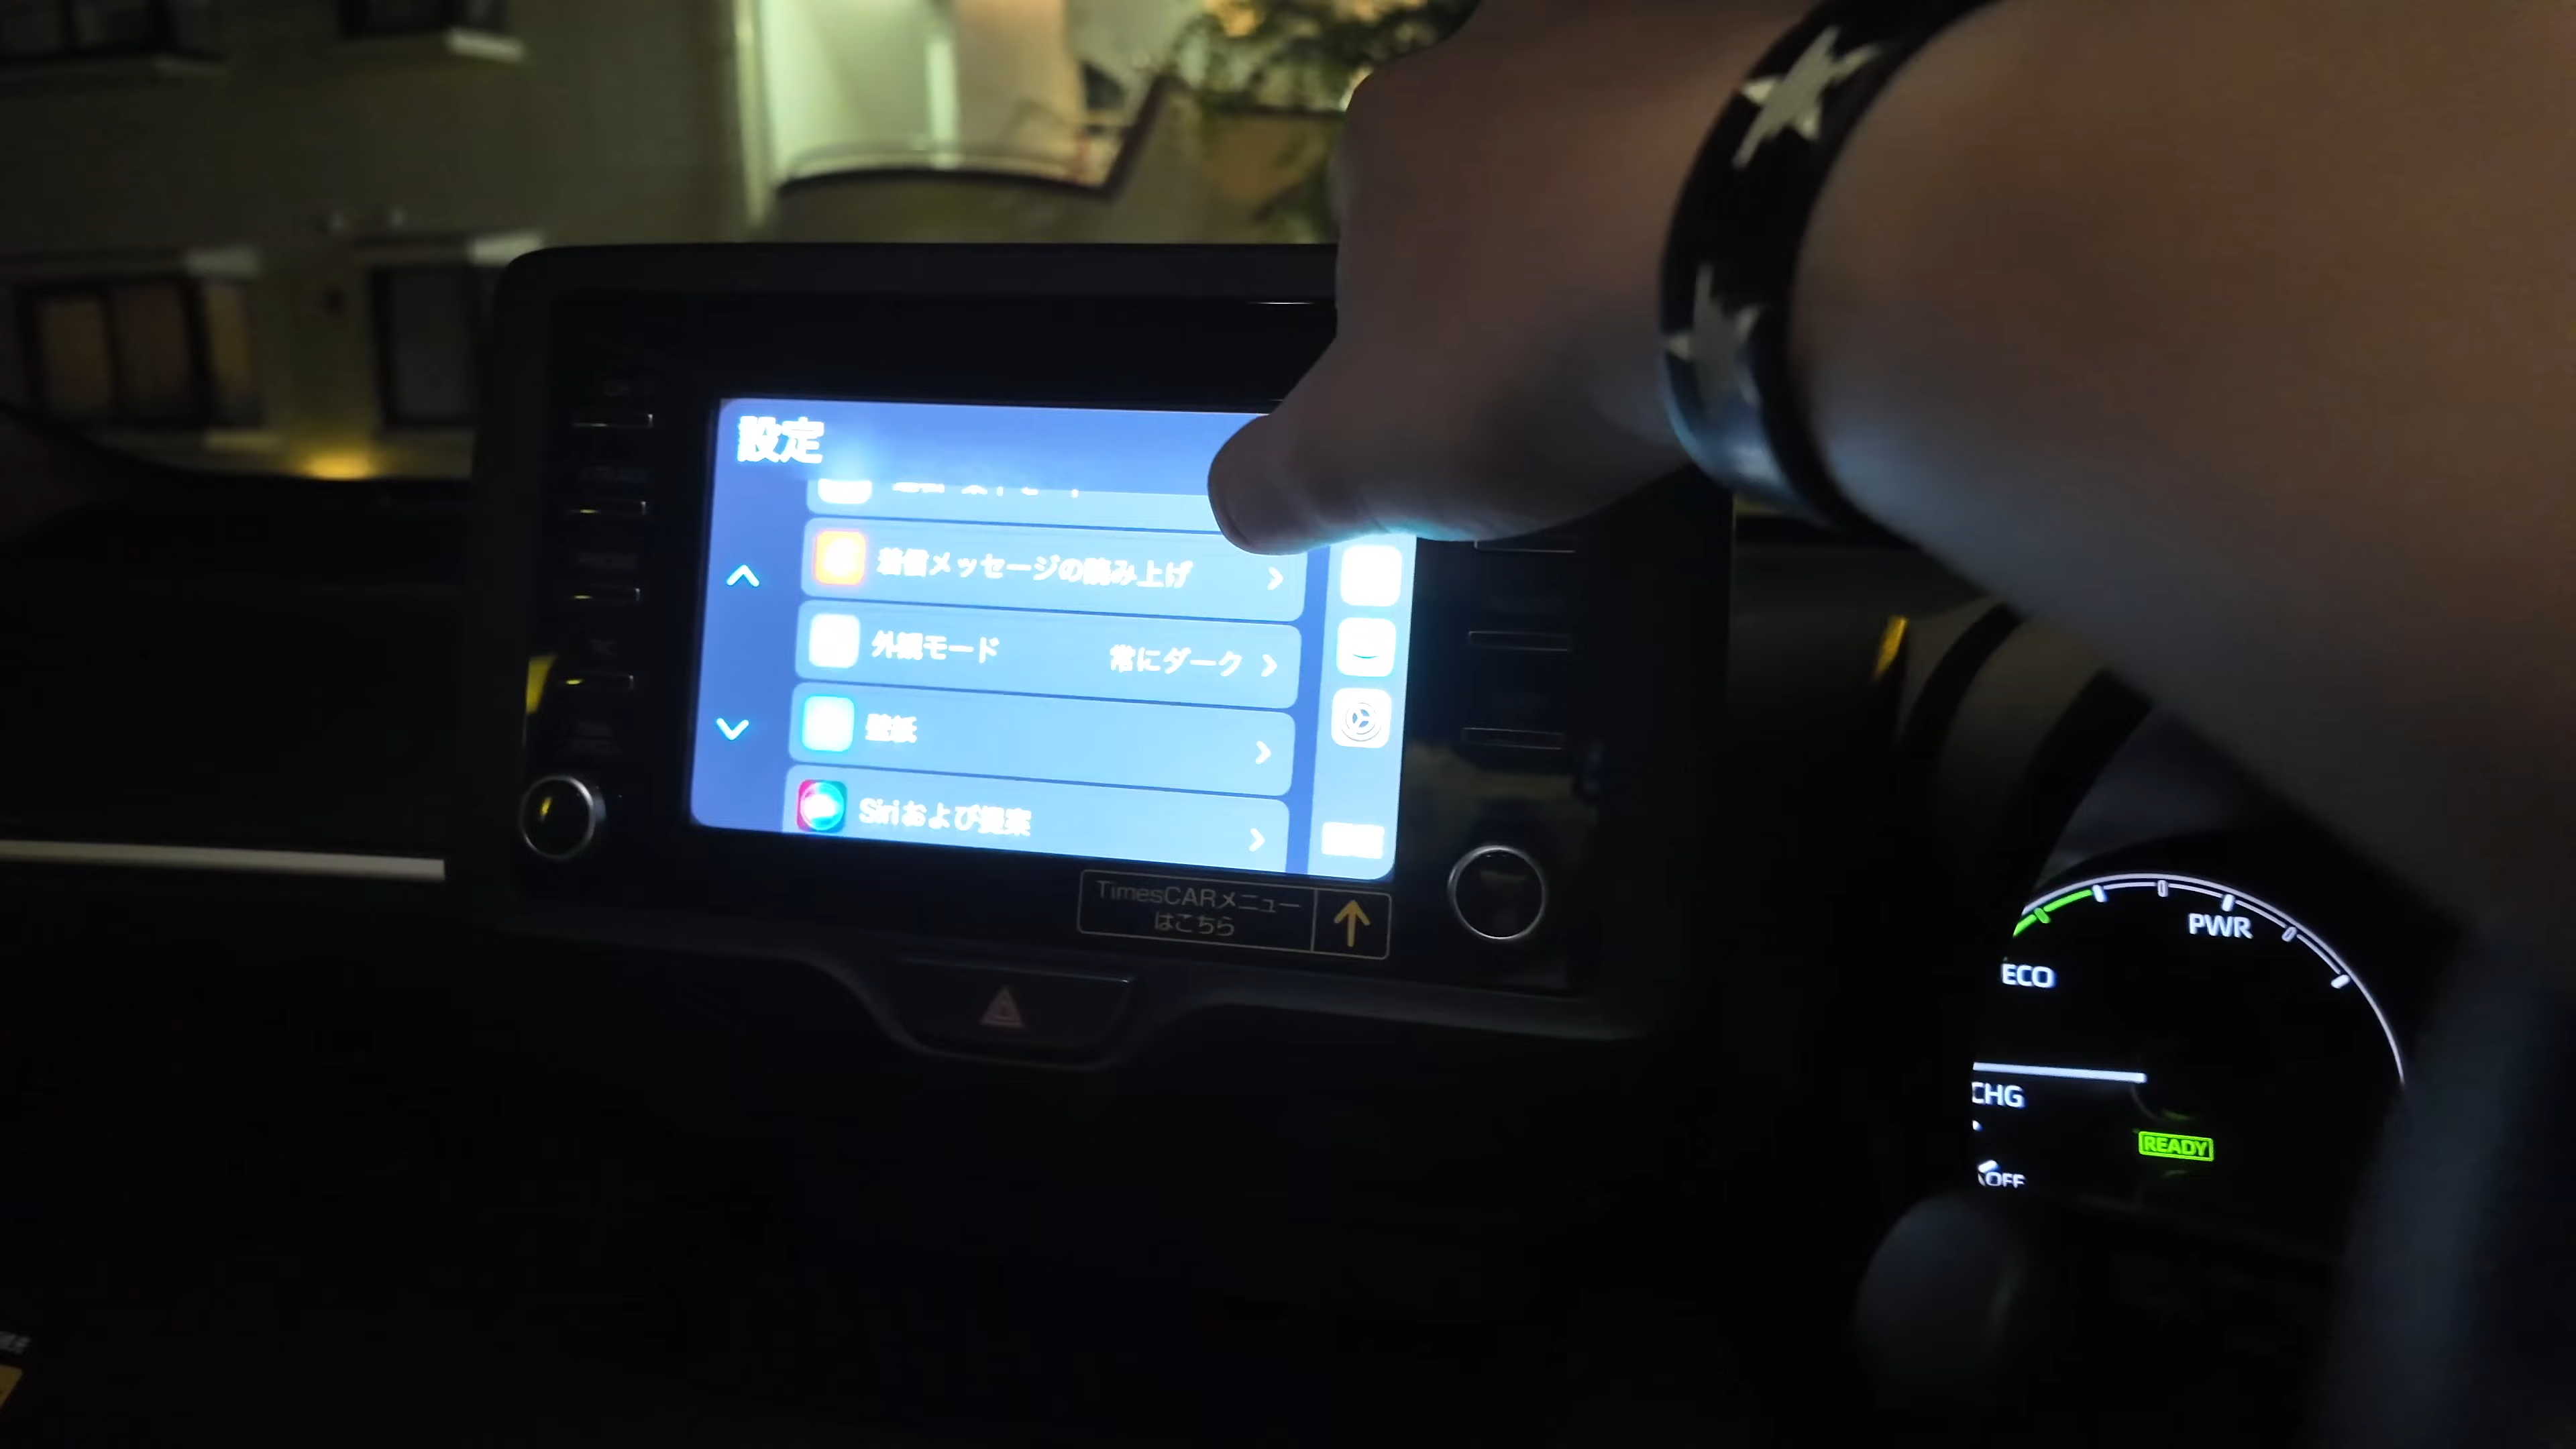 設定
着信メッセージの読み上げ
外観モード 常にダーク
壁紙
Siriおよび提案
TimesCARメニュー
はこちら
PWR
ECO
CHG
READY
OFF